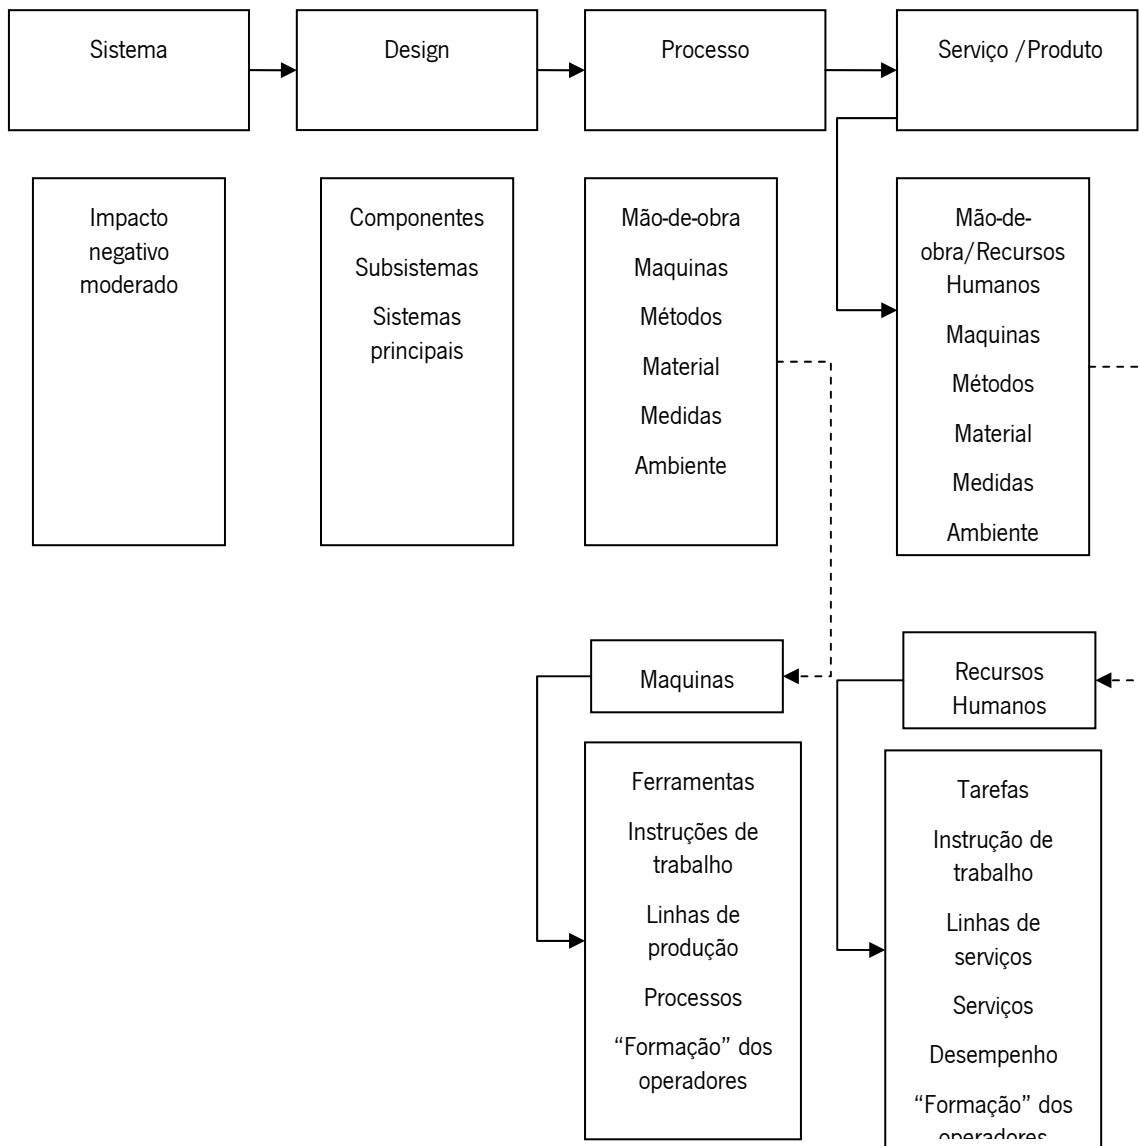 Sistema
Design
Processo
Serviço /Produto
Impacto
negativo
moderado
Componentes
Subsistemas
Sistemas
principais
Mão-de-obra
Maquinas
Métodos
Material
Medidas
Ambiente
Mão-de-
obra/Recursos
Humanos
Maquinas
Métodos
Material
Medidas
Ambiente
Maquinas
Recursos
Humanos
Ferramentas
Instruções de
trabalho
Linhas de
produção
Processos
“Formação” dos
operadores
Tarefas
Instrução de
trabalho
Linhas de
serviços
Serviços
Desempenho
“Formação” dos
operadores